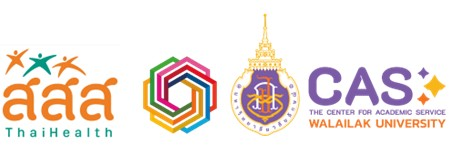 สสส
ThaiHealth
CAS
THE CENTER FOR ACADEMIC SERVICE
WALAILAK UNIVERSITY